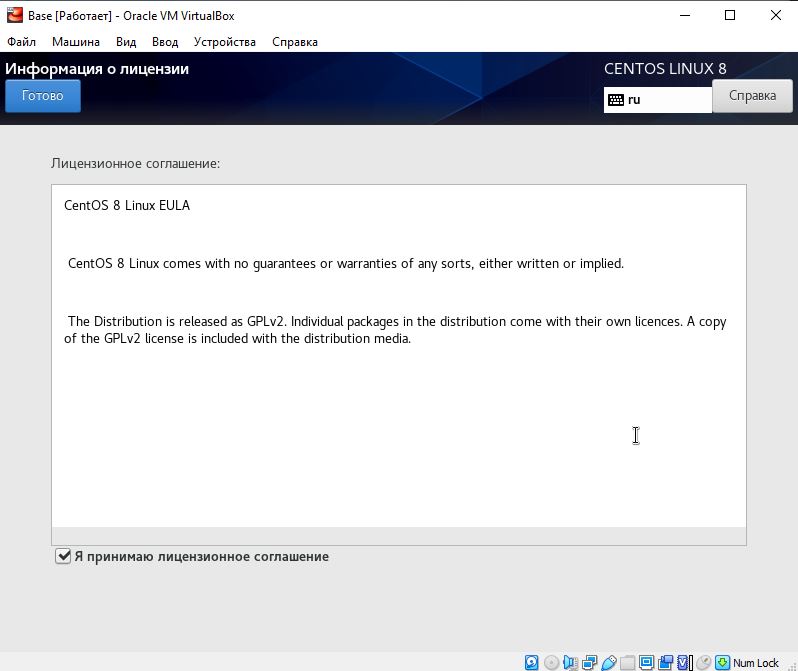 Base [Работает] - Oracle VM VirtualBox
Файл Машина Вид Ввод Устройства Справка
Информация о лицензии
CENTOS LINUX 8
Готово
ru
Справка
Лицензионное соглашение:
CentOS 8 Linux EULA
CentOS 8 Linux comes with no guarantees or warranties of any sorts, either written or implied.
The Distribution is released as GPLv2. Individual packages in the distribution come with their own licences. A copy
of the GPLv2 license is included with the distribution media.
Я принимаю лицензионное соглашение
Num Lock